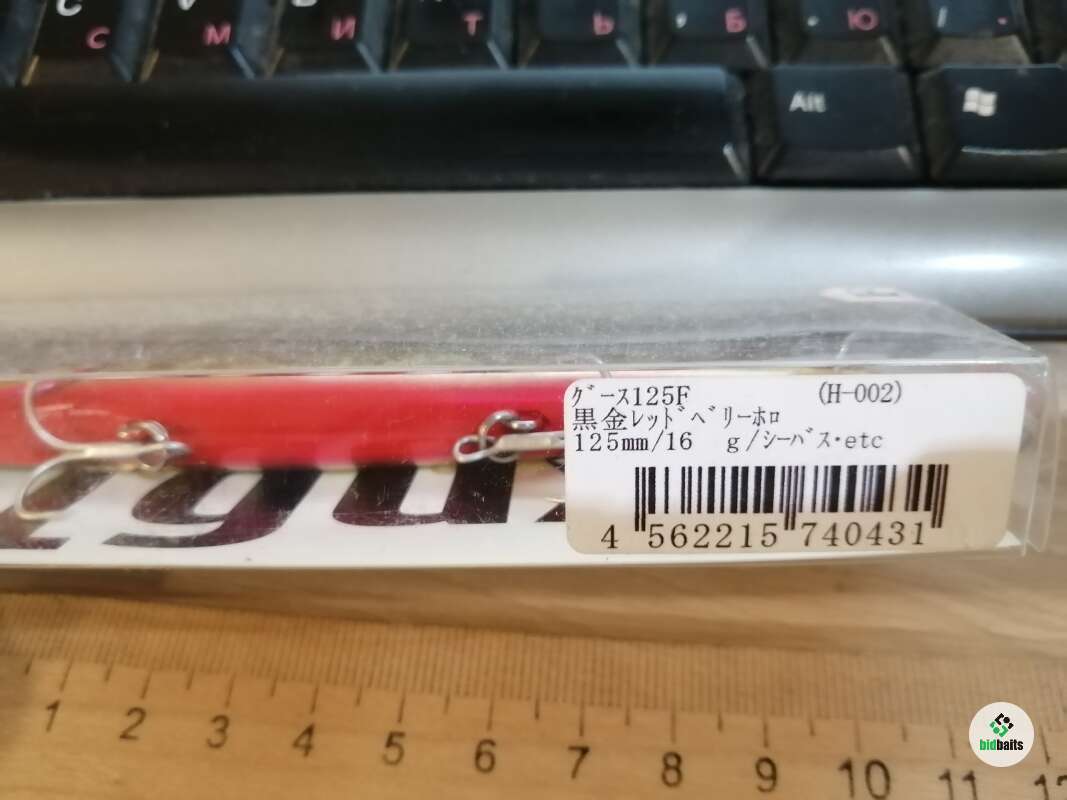 С М И Т Ь Б Ю
Alt
ｸﾞｰｽ125F (H-002)
黒金ﾚｯﾄﾞﾍﾞﾘｰﾎﾛ
125mm/16 g/ｼｰﾊﾞｽ・etc
4 562215 740431
1 2 3 4 5 6 7 8 9 10 11 12
bidbaits